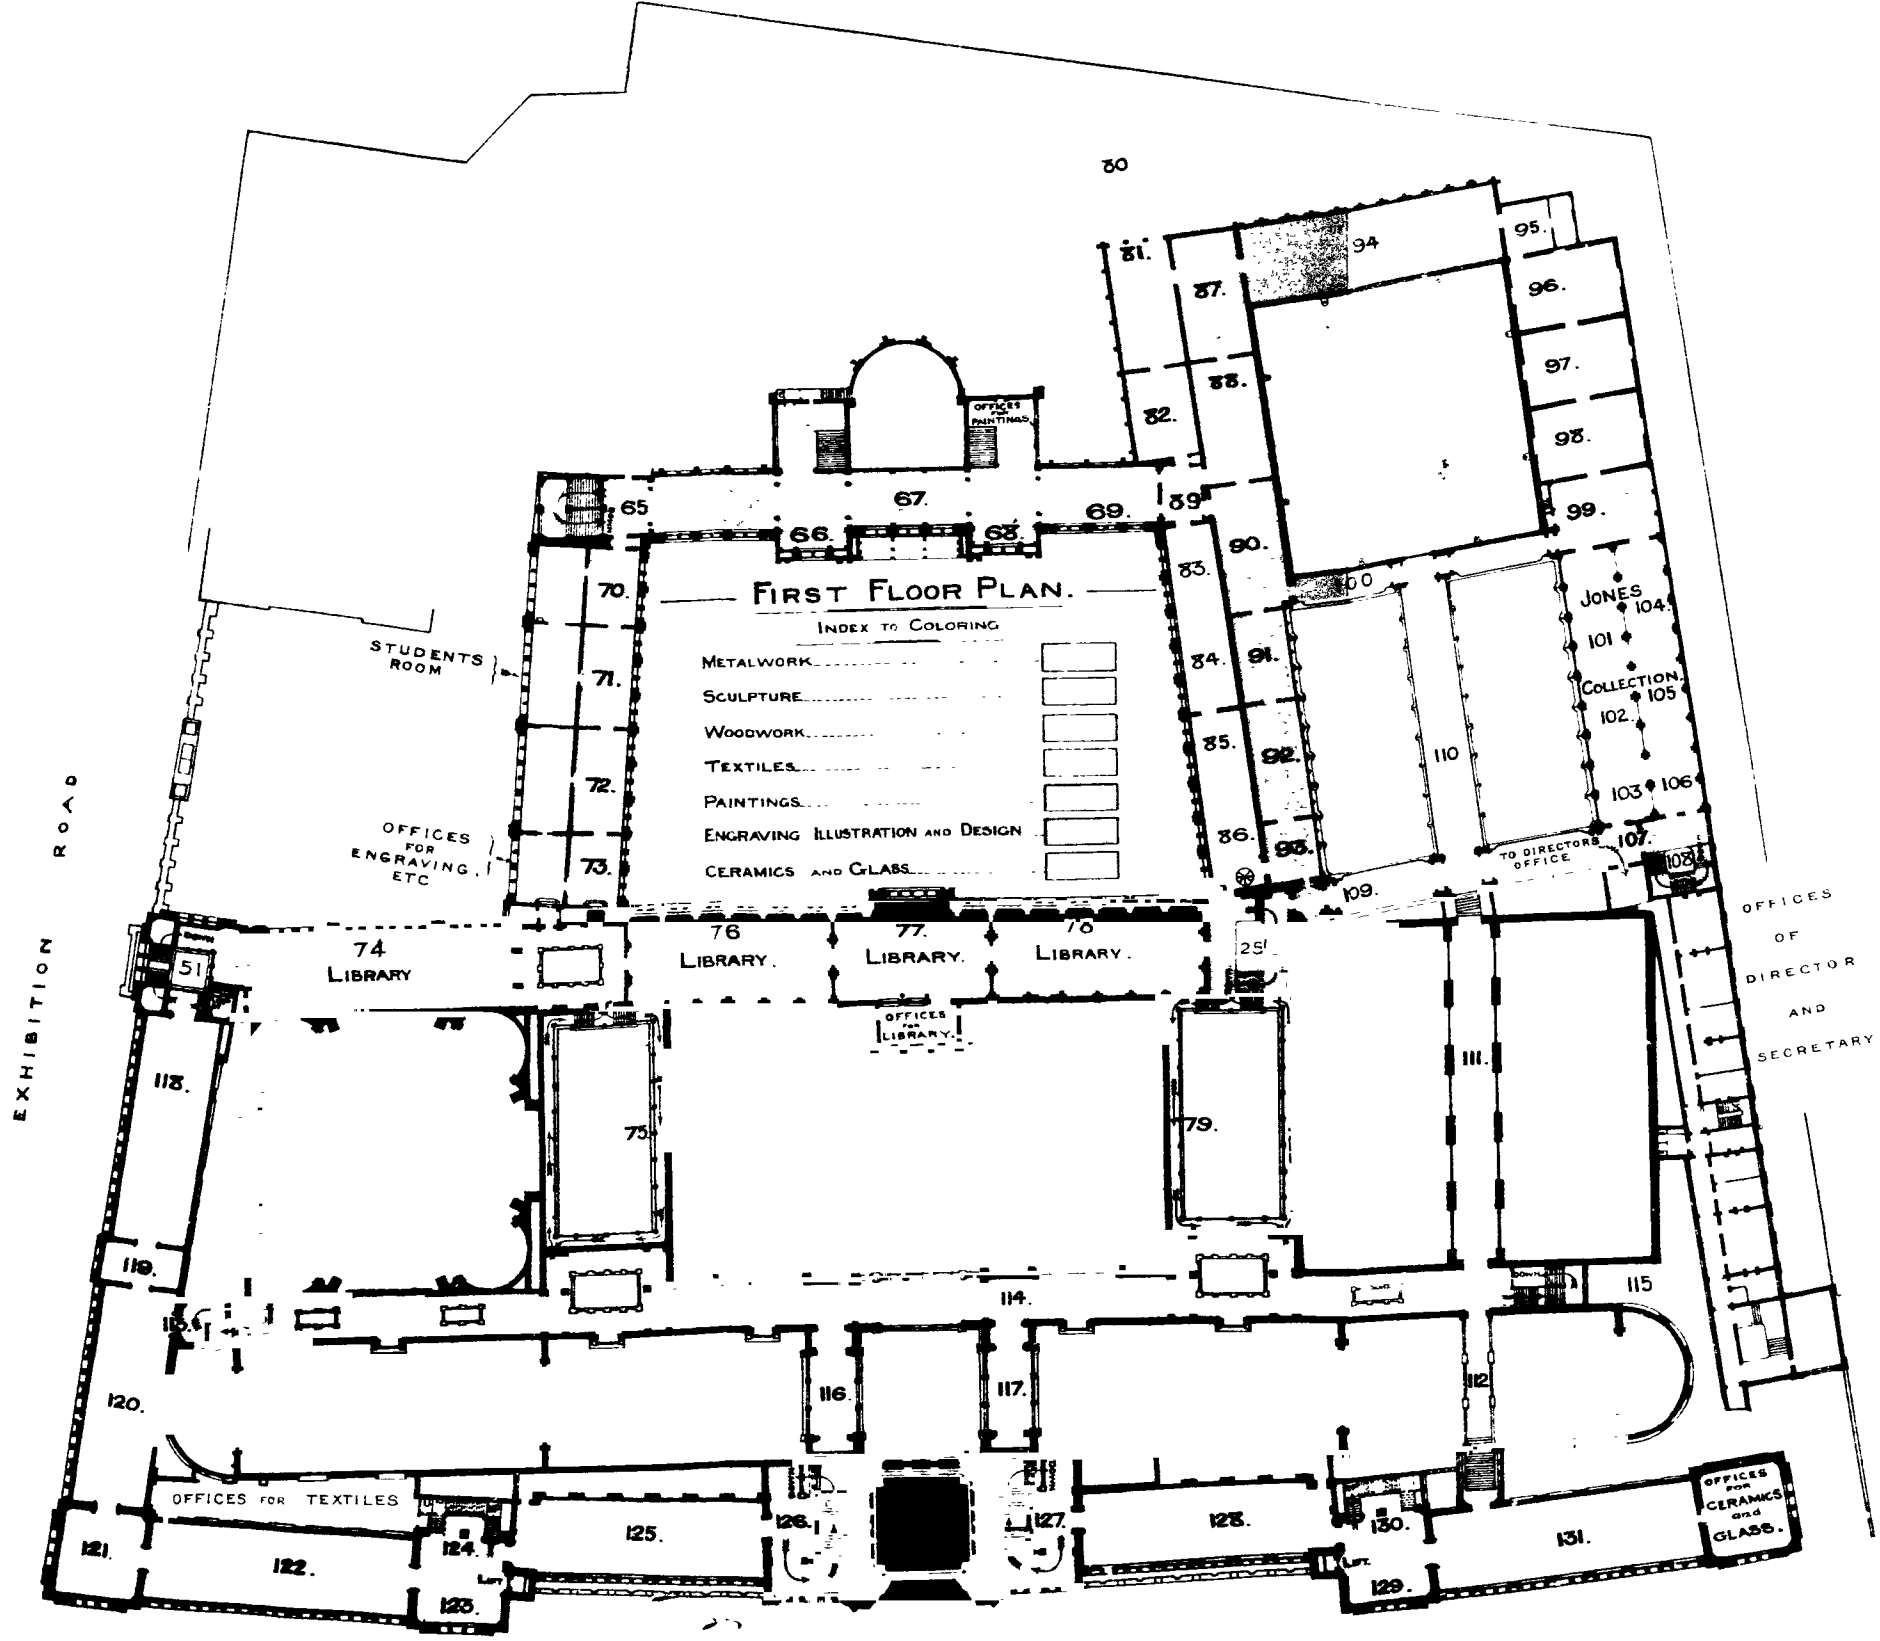 80
81.
87.
94
95.
96.
88.
97.
82.
98.
OFFICES
FOR
PAINTINGS
65
67.
66.
68.
69.
89
99.
90.
83.
100
FIRST FLOOR PLAN.
INDEX TO COLORING
METALWORK
SCULPTURE
WOODWORK
TEXTILES
PAINTINGS
ENGRAVING ILLUSTRATION AND DESIGN
CERAMICS AND GLASS
70.
71.
72.
73.
STUDENTS
ROOM
OFFICES
FOR
ENGRAVING.
ETC
84.
91.
85.
92.
86.
93.
JONES
104.
101
COLLECTION.
105
102.
110
103
106
107.
TO DIRECTORS
OFFICE
108
109.
EXHIBITION ROAD
OFFICES
OF
DIRECTOR
AND
SECRETARY
DOWN
51
74
LIBRARY
76
LIBRARY.
77.
LIBRARY.
78
LIBRARY.
OFFICES
FOR
LIBRARY.
118.
75.
79.
111.
119.
114.
DOWN
115
113.
120.
116.
117.
112
OFFICES FOR TEXTILES
121.
122.
124.
LIFT
123.
125.
126.
127.
128.
130.
LIFT.
129.
131.
OFFICES
FOR
CERAMICS
and
GLASS.